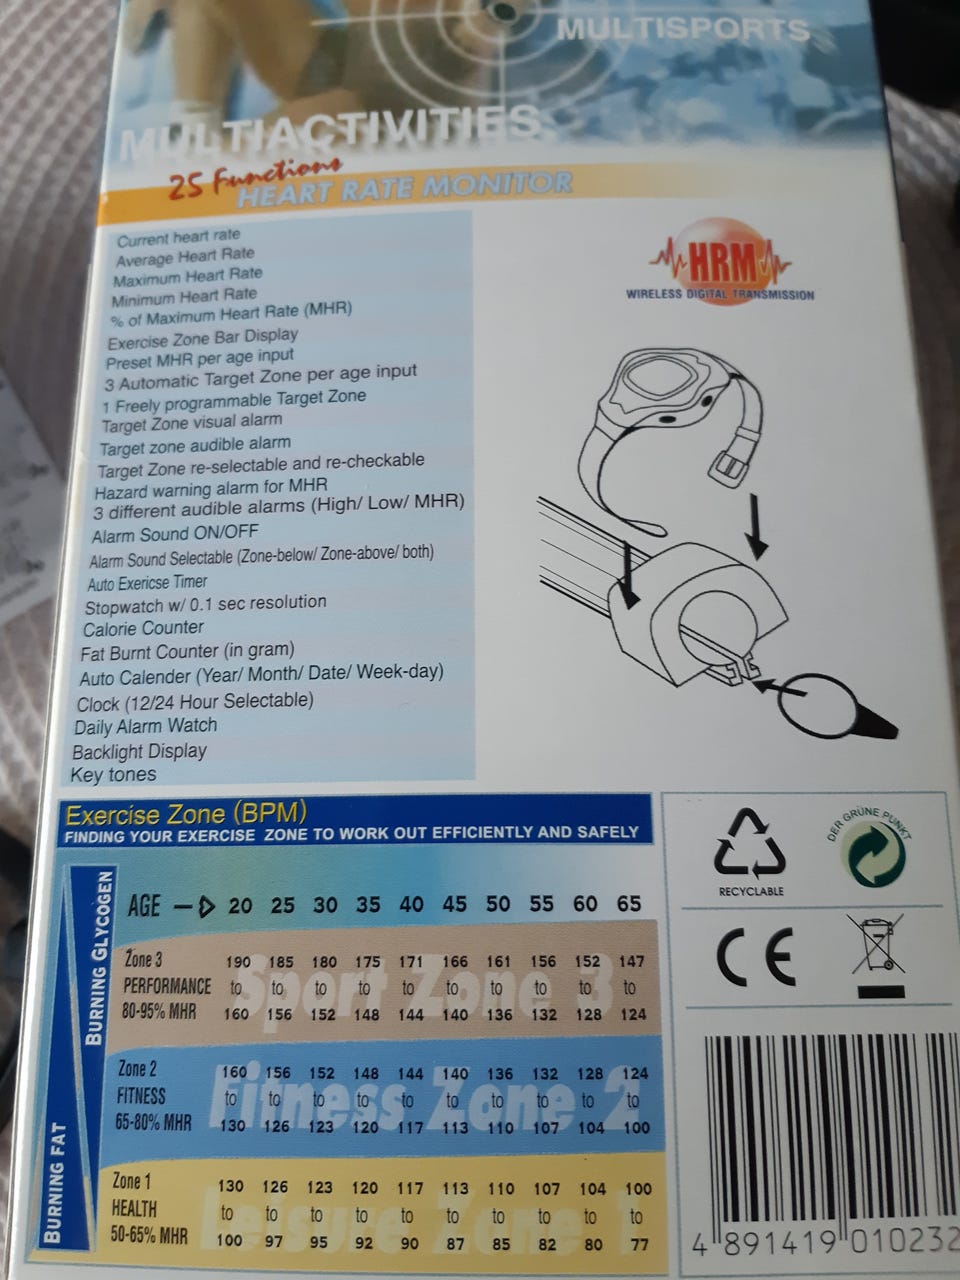 MULTISPORTS
MULTIACTIVITIES
25 Functions
HEART RATE MONITOR
Current heart rate
Average Heart Rate
Maximum Heart Rate
Minimum Heart Rate
% of Maximum Heart Rate (MHR)
Exercise Zone Bar Display
Preset MHR per age input
3 Automatic Target Zone per age input
1 Freely programmable Target Zone
Target Zone visual alarm
Target zone audible alarm
Target Zone re-selectable and re-checkable
Hazard warning alarm for MHR
3 different audible alarms (High/ Low/ MHR)
Alarm Sound ON/OFF
Alarm Sound Selectable (Zone-below/ Zone-above/ both)
Auto Exericse Timer
Stopwatch w/ 0.1 sec resolution
Calorie Counter
Fat Burnt Counter (in gram)
Auto Calender (Year/ Month/ Date/ Week-day)
Clock (12/24 Hour Selectable)
Daily Alarm Watch
Backlight Display
Key tones
HRM
WIRELESS DIGITAL TRANSMISSION
Exercise Zone (BPM)
FINDING YOUR EXERCISE ZONE TO WORK OUT EFFICIENTLY AND SAFELY
BURNING GLYCOGEN
BURNING FAT
AGE 20 25 30 35 40 45 50 55 60 65
Sport Zone 3
Zone 3 190 185 180 175 171 166 161 156 152 147
PERFORMANCE to to to to to to to to to to
80-95% MHR 160 156 152 148 144 140 136 132 128 124
Fitness Zone 2
Zone 2 160 156 152 148 144 140 136 132 128 124
FITNESS to to to to to to to to to to
65-80% MHR 130 126 123 120 117 113 110 107 104 100
Leisure Zone 1
Zone 1 130 126 123 120 117 113 110 107 104 100
HEALTH to to to to to to to to to to
50-65% MHR 100 97 95 92 90 87 85 82 80 77
RECYCLABLE
DER GRÜNE PUNKT
CE
4 891419 010232